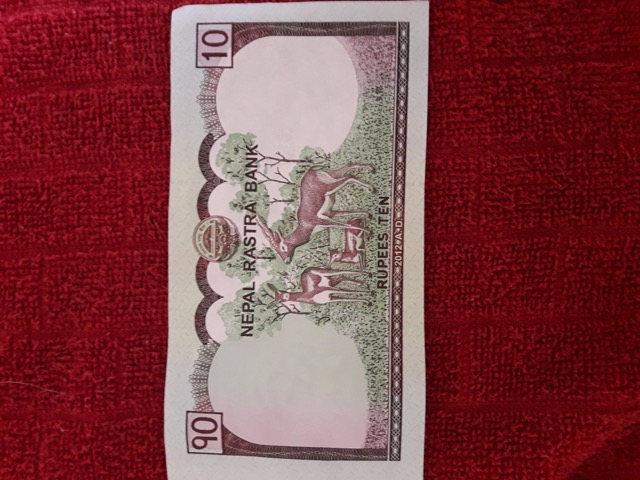 १० 10
NEPAL RASTRA BANK
RUPEES TEN
2012 A.D.